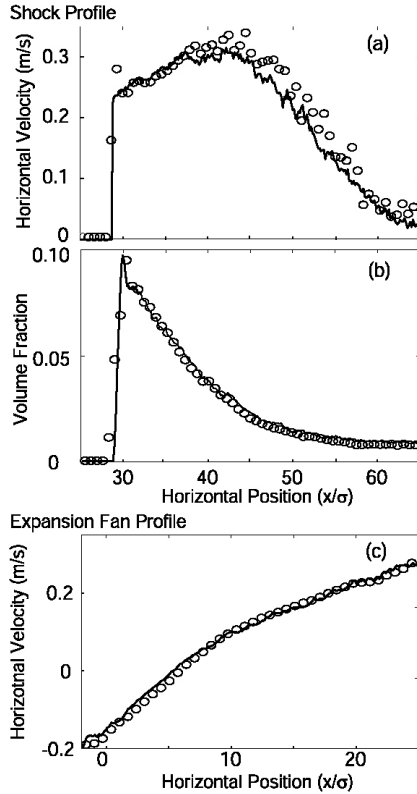 Shock Profile
(a)
Horizontal Velocity (m/s)
0.3
0.2
0.1
0
(b)
Volume Fraction
0.10
0.05
0
30 40 50 60
Horizontal Position (x/σ)
Expansion Fan Profile
(c)
Horizotnal Velocity (m/s)
0.2
0
-0.2
0 10 20
Horizontal Position (x/σ)